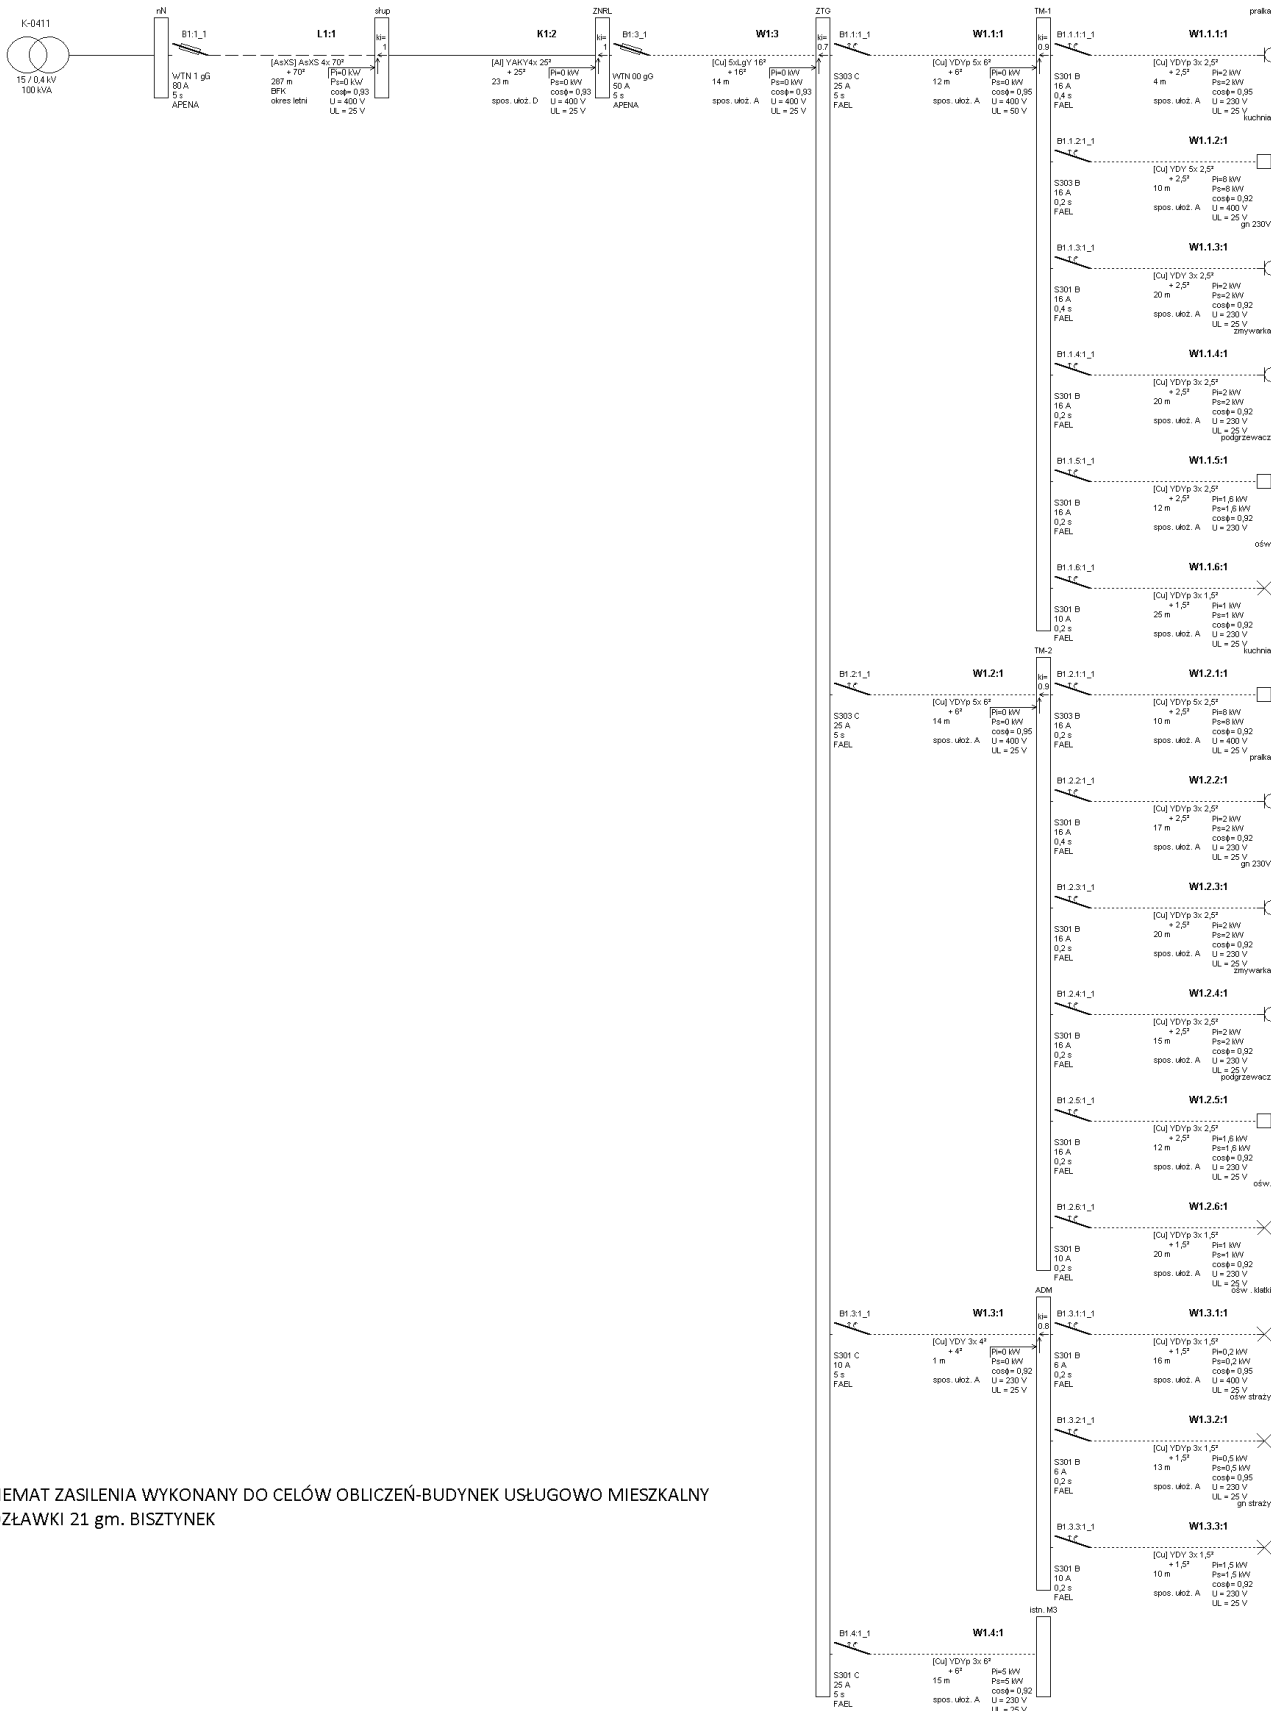 K-0411
15 / 0,4 kV
100 kVA
nN
B1:1_1
WTN 1 gG
80 A
5 s
APENA
L1:1
[AsXS] AsXS 4x 70²
+ 70²
287 m
BFK
okres letni
Pi=0 kW
Ps=0 kW
cosϕ= 0,93
U = 400 V
UL = 25 V
słup
ki=
1
K1:2
[Al] YAKY4x 25²
+ 25²
23 m
spos. ułoż. D
Pi=0 kW
Ps=0 kW
cosϕ= 0,93
U = 400 V
UL = 25 V
ZNRL
ki=
1
B1:3_1
WTN 00 gG
50 A
5 s
APENA
W1:3
[Cu] 5xLgY 16²
+ 16²
14 m
spos. ułoż. A
Pi=0 kW
Ps=0 kW
cosϕ= 0,93
U = 400 V
UL = 25 V
ZTG
ki=
0.7
B1.1:1_1
S303 C
25 A
5 s
FAEL
W1.1:1
[Cu] YDYp 5x 6²
+ 6²
12 m
spos. ułoż. A
Pi=0 kW
Ps=0 kW
cosϕ= 0,95
U = 400 V
UL = 50 V
TM-1
ki=
0.9
B1.1.1:1_1
S301 B
16 A
0,4 s
FAEL
W1.1.1:1
[Cu] YDYp 3x 2,5²
+ 2,5²
4 m
spos. ułoż. A
Pi=2 kW
Ps=2 kW
cosϕ= 0,95
U = 230 V
UL = 25 V
pralka
B1.1.2:1_1
S303 B
16 A
0,2 s
FAEL
W1.1.2:1
[Cu] YDY 5x 2,5²
+ 2,5²
10 m
spos. ułoż. A
Pi=8 kW
Ps=8 kW
cosϕ= 0,92
U = 400 V
UL = 25 V
kuchnia
B1.1.3:1_1
S301 B
16 A
0,4 s
FAEL
W1.1.3:1
[Cu] YDY 3x 2,5²
+ 2,5²
20 m
spos. ułoż. A
Pi=2 kW
Ps=2 kW
cosϕ= 0,92
U = 230 V
UL = 25 V
gn 230V
B1.1.4:1_1
S301 B
16 A
0,2 s
FAEL
W1.1.4:1
[Cu] YDYp 3x 2,5²
+ 2,5²
20 m
spos. ułoż. A
Pi=2 kW
Ps=2 kW
cosϕ= 0,92
U = 230 V
UL = 25 V
zmywarka
B1.1.5:1_1
S301 B
16 A
0,2 s
FAEL
W1.1.5:1
[Cu] YDYp 3x 2,5²
+ 2,5²
12 m
spos. ułoż. A
Pi=1,6 kW
Ps=1,6 kW
cosϕ= 0,92
U = 230 V
podgrzewacz
B1.1.6:1_1
S301 B
10 A
0,2 s
FAEL
W1.1.6:1
[Cu] YDYp 3x 1,5²
+ 1,5²
25 m
spos. ułoż. A
Pi=1 kW
Ps=1 kW
cosϕ= 0,92
U = 230 V
UL = 25 V
ośw
B1.2:1_1
S303 C
25 A
5 s
FAEL
W1.2:1
[Cu] YDYp 5x 6²
+ 6²
14 m
spos. ułoż. A
Pi=0 kW
Ps=0 kW
cosϕ= 0,95
U = 400 V
UL = 25 V
TM-2
ki=
0.9
B1.2.1:1_1
S303 B
16 A
0,2 s
FAEL
W1.2.1:1
[Cu] YDYp 5x 2,5²
+ 2,5²
10 m
spos. ułoż. A
Pi=8 kW
Ps=8 kW
cosϕ= 0,92
U = 400 V
UL = 25 V
kuchnia
B1.2.2:1_1
S301 B
16 A
0,4 s
FAEL
W1.2.2:1
[Cu] YDYp 3x 2,5²
+ 2,5²
17 m
spos. ułoż. A
Pi=2 kW
Ps=2 kW
cosϕ= 0,92
U = 230 V
UL = 25 V
pralka
B1.2.3:1_1
S301 B
16 A
0,2 s
FAEL
W1.2.3:1
[Cu] YDYp 3x 2,5²
+ 2,5²
20 m
spos. ułoż. A
Pi=2 kW
Ps=2 kW
cosϕ= 0,92
U = 230 V
UL = 25 V
gn 230V
B1.2.4:1_1
S301 B
16 A
0,2 s
FAEL
W1.2.4:1
[Cu] YDYp 3x 2,5²
+ 2,5²
15 m
spos. ułoż. A
Pi=2 kW
Ps=2 kW
cosϕ= 0,92
U = 230 V
UL = 25 V
zmywarka
B1.2.5:1_1
S301 B
16 A
0,2 s
FAEL
W1.2.5:1
[Cu] YDYp 3x 2,5²
+ 2,5²
12 m
spos. ułoż. A
Pi=1,6 kW
Ps=1,6 kW
cosϕ= 0,92
U = 230 V
UL = 25 V
podgrzewacz
B1.2.6:1_1
S301 B
10 A
0,2 s
FAEL
W1.2.6:1
[Cu] YDYp 3x 1,5²
+ 1,5²
20 m
spos. ułoż. A
Pi=1 kW
Ps=1 kW
cosϕ= 0,92
U = 230 V
UL = 25 V
ośw.
B1.3:1_1
S301 C
10 A
5 s
FAEL
W1.3:1
[Cu] YDY 3x 4²
+ 4²
1 m
spos. ułoż. A
Pi=0 kW
Ps=0 kW
cosϕ= 0,92
U = 230 V
UL = 25 V
ADM
ki=
0.8
B1.3.1:1_1
S301 B
6 A
0,2 s
FAEL
W1.3.1:1
[Cu] YDYp 3x 1,5²
+ 1,5²
16 m
spos. ułoż. A
Pi=0,2 kW
Ps=0,2 kW
cosϕ= 0,95
U = 400 V
UL = 25 V
ośw . klatki
B1.3.2:1_1
S301 B
6 A
0,2 s
FAEL
W1.3.2:1
[Cu] YDYp 3x 1,5²
+ 1,5²
13 m
spos. ułoż. A
Pi=0,5 kW
Ps=0,5 kW
cosϕ= 0,95
U = 230 V
UL = 25 V
ośw straży
B1.3.3:1_1
S301 B
10 A
0,2 s
FAEL
W1.3.3:1
[Cu] YDY 3x 1,5²
+ 1,5²
10 m
spos. ułoż. A
Pi=1,5 kW
Ps=1,5 kW
cosϕ= 0,92
U = 230 V
UL = 25 V
gn straży
B1.4:1_1
S301 C
25 A
5 s
FAEL
W1.4:1
[Cu] YDYp 3x 6²
+ 6²
15 m
spos. ułoż. A
Pi=5 kW
Ps=5 kW
cosϕ= 0,92
U = 230 V
UL = 25 V
istn. M3
IEMAT ZASILENIA WYKONANY DO CELÓW OBLICZEŃ-BUDYNEK USŁUGOWO MIESZKALNY
OZŁAWKI 21 gm. BISZTYNEK